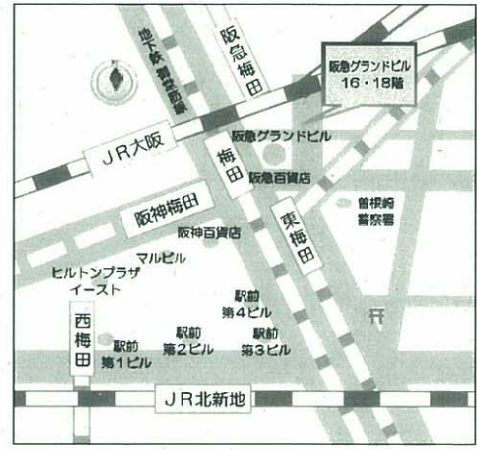 地下鉄御堂筋線
阪急梅田
阪急グランドビル
16・18階
JR大阪
阪急グランドビル
梅田
阪急百貨店
阪神梅田
東梅田
曽根崎
警察署
阪神百貨店
マルビル
ヒルトンプラザ
イースト
西梅田
駅前
第1ビル
駅前
第2ビル
駅前
第3ビル
駅前
第4ビル
JR北新地